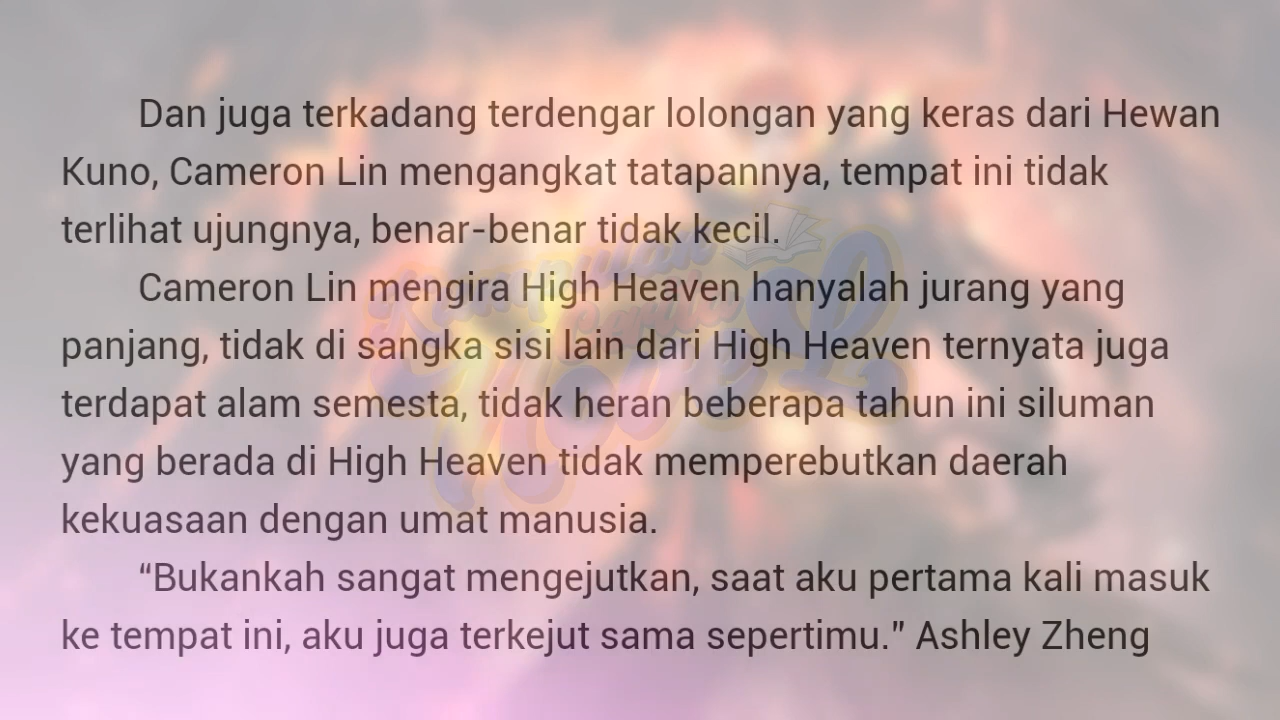 Dan juga terkadang terdengar lolongan yang keras dari Hewan
Kuno, Cameron Lin mengangkat tatapannya, tempat ini tidak
terlihat ujungnya, benar-benar tidak kecil.
Cameron Lin mengira High Heaven hanyalah jurang yang
panjang, tidak di sangka sisi lain dari High Heaven ternyata juga
terdapat alam semesta, tidak heran beberapa tahun ini siluman
yang berada di High Heaven tidak memperebutkan daerah
kekuasaan dengan umat manusia.
“Bukankah sangat mengejutkan, saat aku pertama kali masuk
ke tempat ini, aku juga terkejut sama sepertimu.” Ashley Zheng